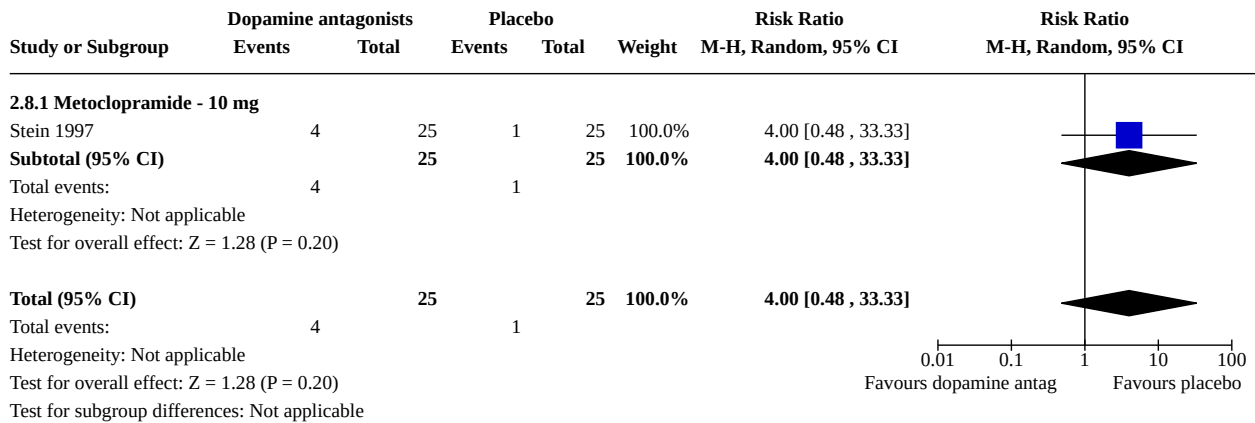 Dopamine antagonists Placebo Risk Ratio Risk Ratio
Study or Subgroup Events Total Events Total Weight M-H, Random, 95% CI M-H, Random, 95% CI
2.8.1 Metoclopramide - 10 mg
Stein 1997 4 25 1 25 100.0% 4.00 [0.48 , 33.33]
Subtotal (95% CI) 25 25 100.0% 4.00 [0.48 , 33.33]
Total events: 4 1
Heterogeneity: Not applicable
Test for overall effect: Z = 1.28 (P = 0.20)
Total (95% CI) 25 25 100.0% 4.00 [0.48 , 33.33]
Total events: 4 1
Heterogeneity: Not applicable
0.01 0.1 1 10 100
Test for overall effect: Z = 1.28 (P = 0.20) Favours dopamine antag Favours placebo
Test for subgroup differences: Not applicable